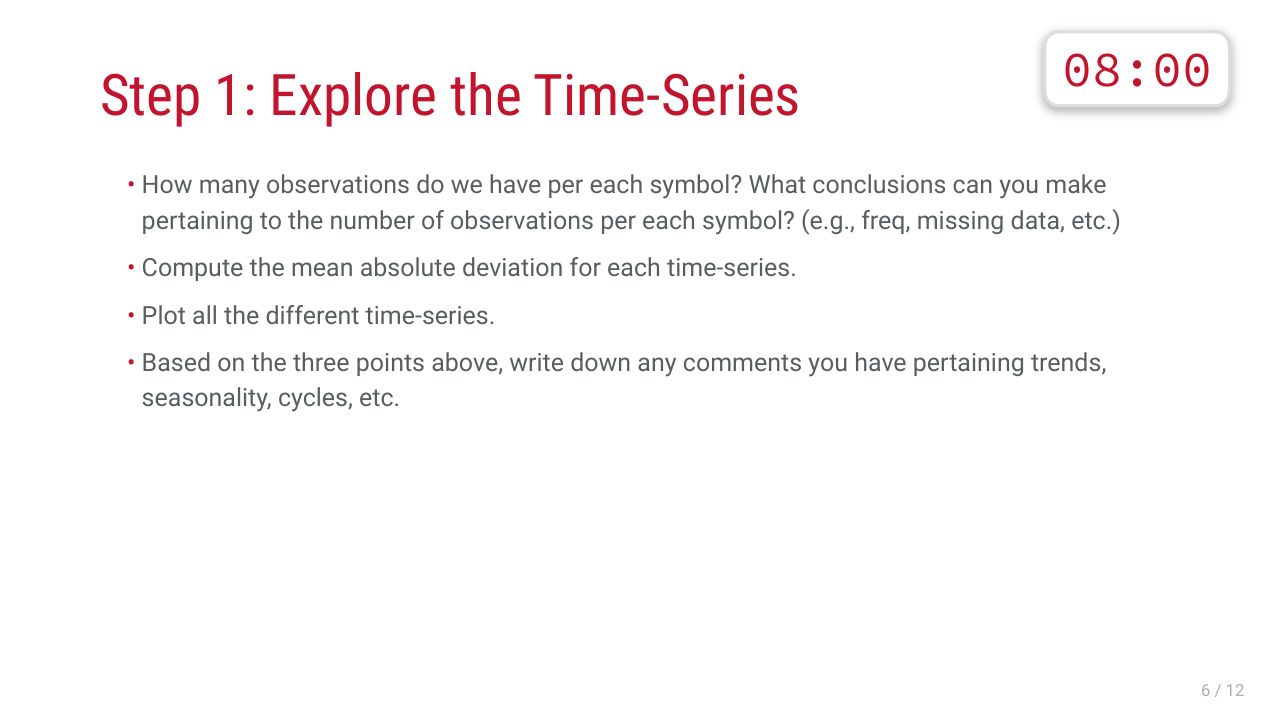 Step 1: Explore the Time-Series
08:00
• How many observations do we have per each symbol? What conclusions can you make
pertaining to the number of observations per each symbol? (e.g., freq, missing data, etc.)
• Compute the mean absolute deviation for each time-series.
• Plot all the different time-series.
• Based on the three points above, write down any comments you have pertaining trends,
seasonality, cycles, etc.
6 / 12